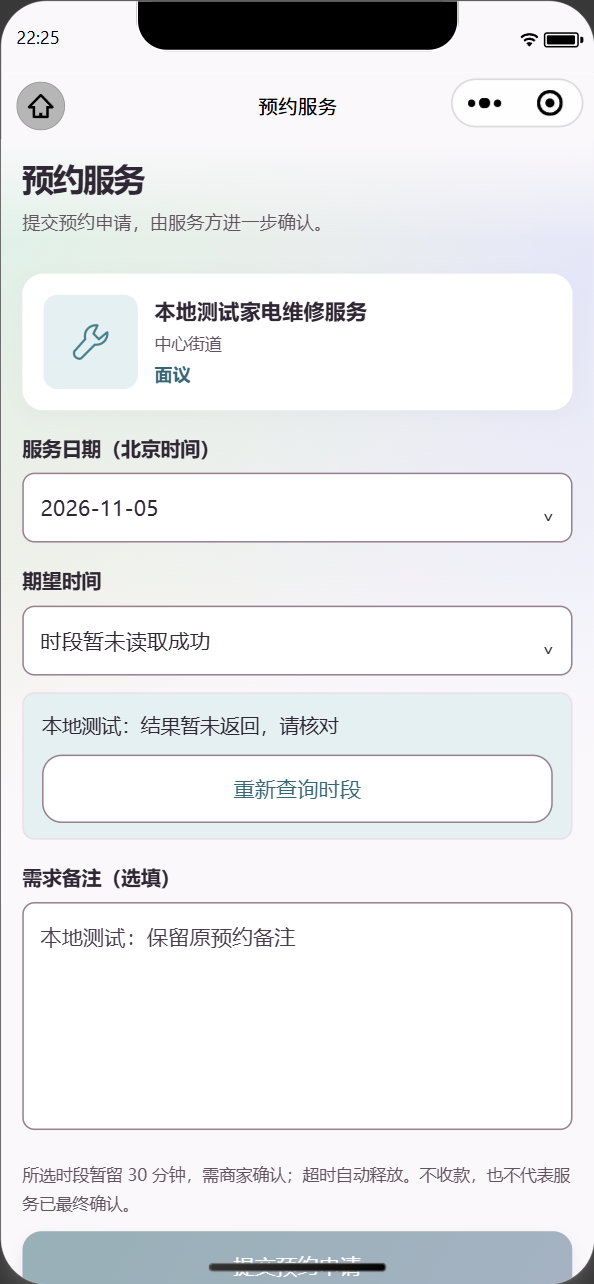 22:25
预约服务
预约服务
提交预约申请，由服务方进一步确认。
本地测试家电维修服务
中心街道
面议
服务日期（北京时间）
2026-11-05
期望时间
时段暂未读取成功
本地测试：结果暂未返回，请核对
重新查询时段
需求备注（选填）
本地测试：保留原预约备注
所选时段暂留 30 分钟，需商家确认；超时自动释放。不收款，也不代表服
务已最终确认。
提交预约申请